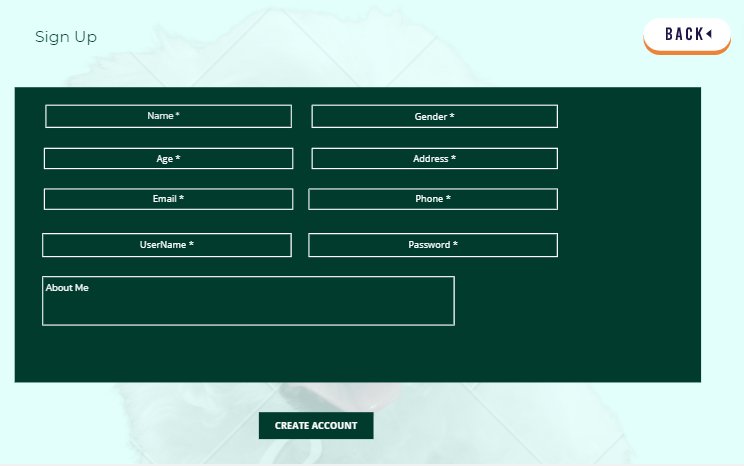 Sign Up
BACK
Name *
Gender *
Age *
Address *
Email *
Phone *
UserName *
Password *
About Me
CREATE ACCOUNT